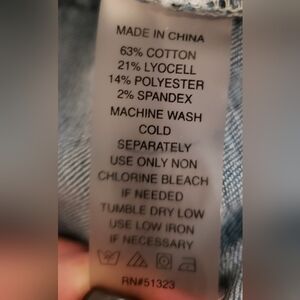 MADE IN CHINA
63% COTTON
21% LYOCELL
14% POLYESTER
2% SPANDEX
MACHINE WASH
COLD
SEPARATELY
USE ONLY NON
CHLORINE BLEACH
IF NEEDED
TUMBLE DRY LOW
USE LOW IRON
IF NECESSARY
RN#51323